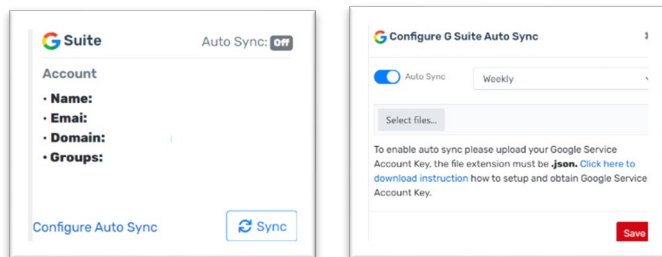 G Suite
Auto Sync: Off
Account
· Name:
· Emai:
· Domain:
· Groups:
Configure Auto Sync
Sync
Configure G Suite Auto Sync
Auto Sync
Weekly
Select files...
To enable auto sync please upload your Google Service
Account Key, the file extension must be .json. Click here to
download instruction how to setup and obtain Google Service
Account Key.
Save